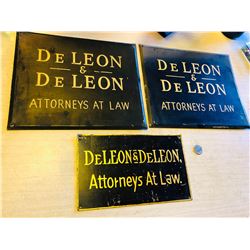 DE LEON
&
DE LEON
ATTORNEYS AT LAW
DE LEON
&
DE LEON
ATTORNEYS AT LAW
DELEON & DELEON,
Attorneys At Law.